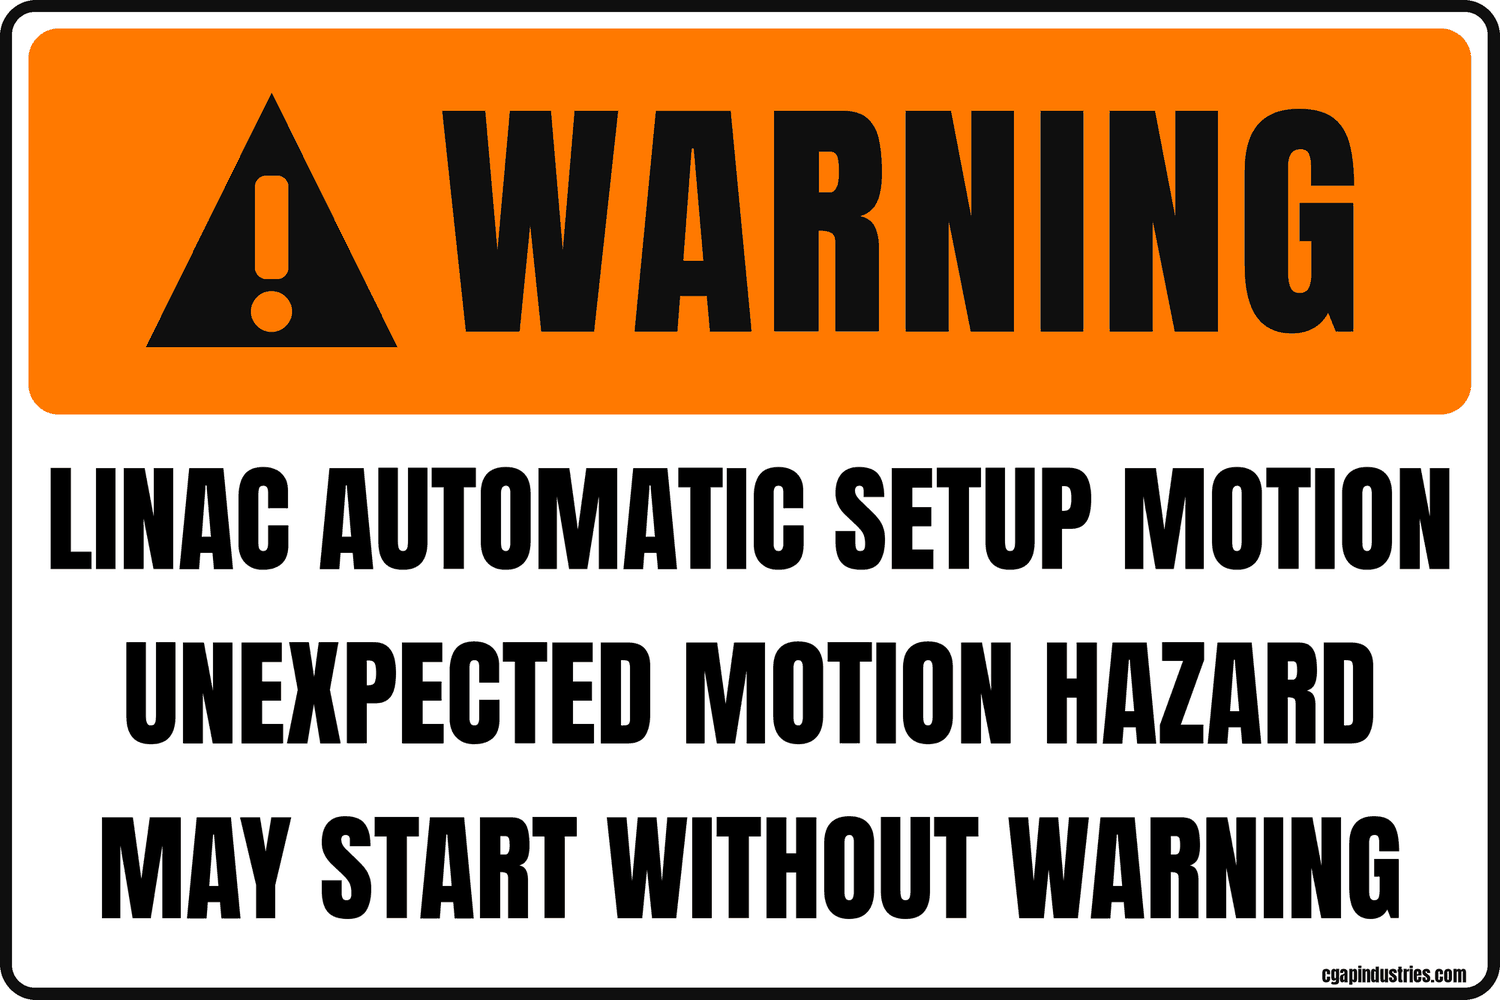 WARNING
LINAC AUTOMATIC SETUP MOTION
UNEXPECTED MOTION HAZARD
MAY START WITHOUT WARNING
cgapindustries.com